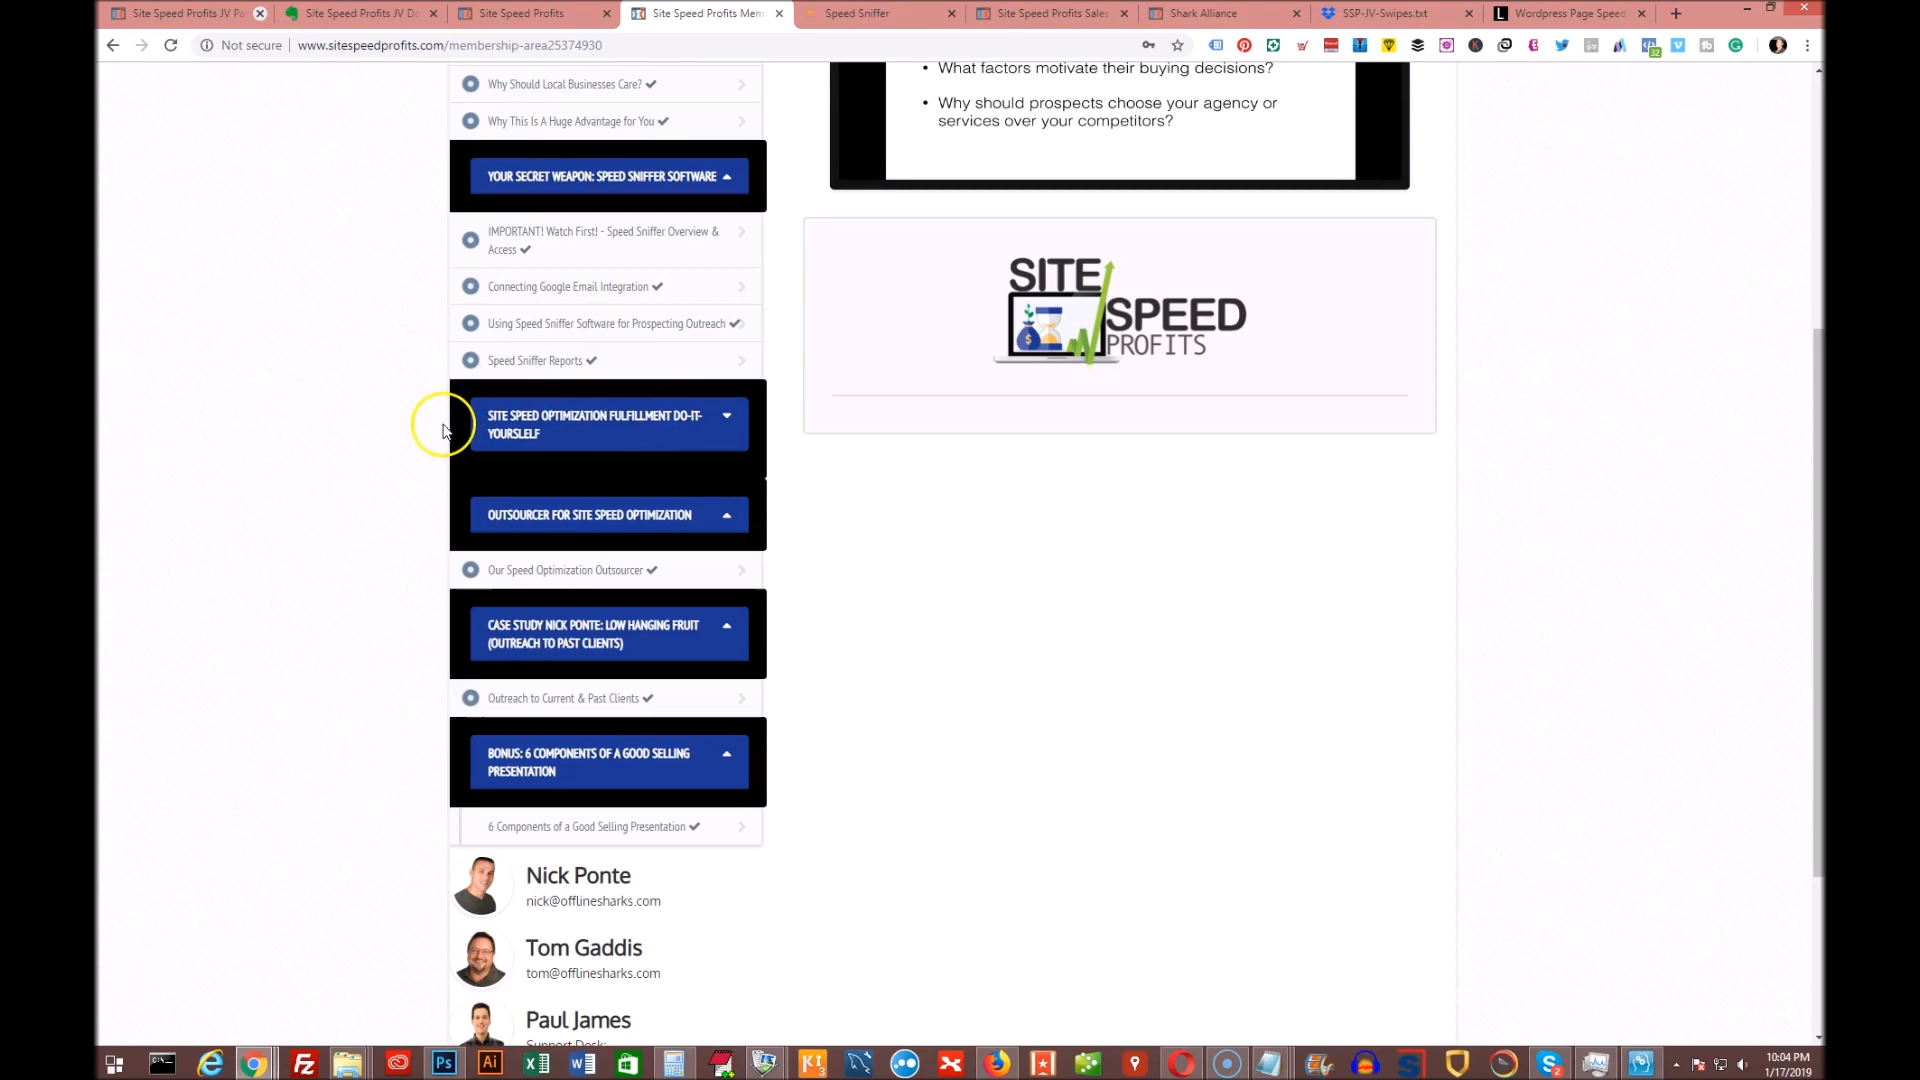 Site Speed Profits JV Pa
Site Speed Profits JV Do
Site Speed Profits
Site Speed Profits Mem
Speed Sniffer
Site Speed Profits Sales
Shark Alliance
SSP-JV-Swipes.txt
Wordpress Page Speed
Not secure
www.sitespeedprofits.com/membership-area25374930
32
Why Should Local Businesses Care?
Why This Is A Huge Advantage for You
YOUR SECRET WEAPON: SPEED SNIFFER SOFTWARE
IMPORTANT! Watch First! - Speed Sniffer Overview &
Access
Connecting Google Email Integration
Using Speed Sniffer Software for Prospecting Outreach
Speed Sniffer Reports
SITE SPEED OPTIMIZATION FULFILLMENT DO-IT-
YOURSLELF
OUTSOURCER FOR SITE SPEED OPTIMIZATION
Our Speed Optimization Outsourcer
CASE STUDY NICK PONTE: LOW HANGING FRUIT
(OUTREACH TO PAST CLIENTS)
Outreach to Current & Past Clients
BONUS: 6 COMPONENTS OF A GOOD SELLING
PRESENTATION
6 Components of a Good Selling Presentation
Nick Ponte
nick@offlinesharks.com
Tom Gaddis
tom@offlinesharks.com
Paul James
Support Desk:
• What factors motivate their buying decisions?
• Why should prospects choose your agency or
services over your competitors?
SITE
SPEED
PROFITS
10:04 PM
1/17/2019